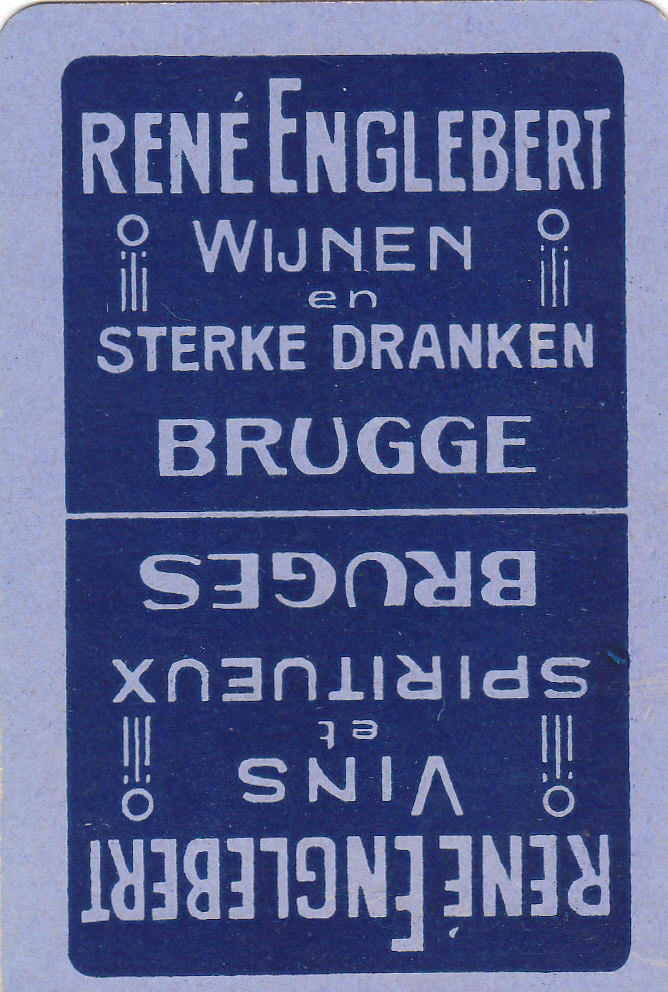 RENÉ ENGLEBERT
WIJNEN
en
STERKE DRANKEN
BRUGGE
RENÉ ENGLEBERT
VINS
et
SPIRITUEUX
BRUGES